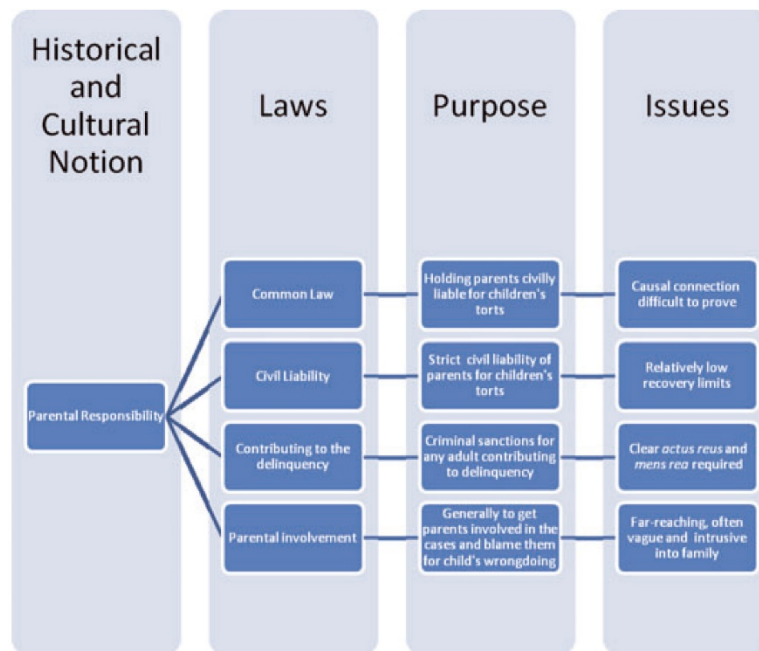 Historical
and
Cultural
Notion
Laws
Purpose
Issues
Parental Responsibility
Common Law
Holding parents civilly
liable for children's
torts
Causal connection
difficult to prove
Civil Liability
Strict civil liability of
parents for children's
torts
Relatively low
recovery limits
Contributing to the
delinquency
Criminal sanctions for
any adult contributing
to delinquency
Clear actus reus and
mens rea required
Parental involvement
Generally to get
parents involved in the
cases and blame them
for child's wrongdoing
Far-reaching, often
vague and intrusive
into family